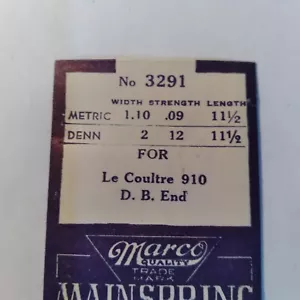 No 3291
WIDTH STRENGTH LENGTH
METRIC 1.10 .09 11½
DENN 2 12 11½
FOR
Le Coultre 910
D. B. End
Marco
QUALITY
TRADE
MARK
MAINSPRING